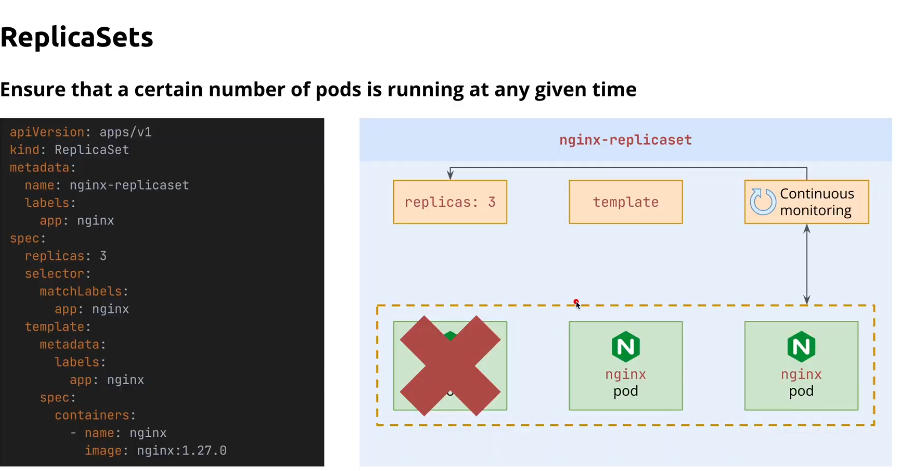 ReplicaSets
Ensure that a certain number of pods is running at any given time
apiVersion: apps/v1
kind: ReplicaSet
metadata:
  name: nginx-replicaset
  labels:
    app: nginx
spec:
  replicas: 3
  selector:
    matchLabels:
      app: nginx
  template:
    metadata:
      labels:
        app: nginx
    spec:
      containers:
        - name: nginx
          image: nginx:1.27.0
nginx-replicaset
replicas: 3
template
Continuous
monitoring
N
nginx
pod
N
nginx
pod